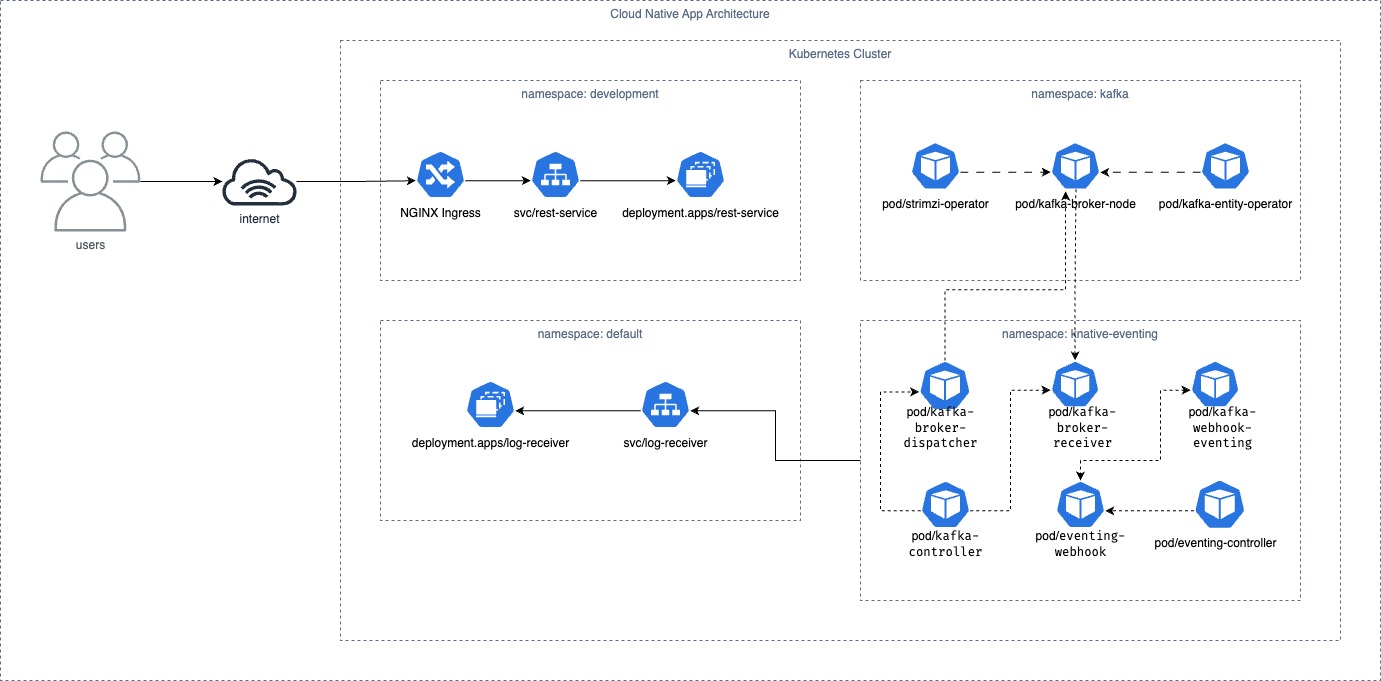 Cloud Native App Architecture
Kubernetes Cluster
namespace: development
namespace: kafka
NGINX Ingress
svc/rest-service
deployment.apps/rest-service
pod/strimzi-operator
pod/kafka-broker-node
pod/kafka-entity-operator
internet
users
namespace: default
namespace: knative-eventing
deployment.apps/log-receiver
svc/log-receiver
pod/kafka-
broker-
dispatcher
pod/kafka-
broker-
receiver
pod/kafka-
webhook-
eventing
pod/kafka-
controller
pod/eventing-
webhook
pod/eventing-controller